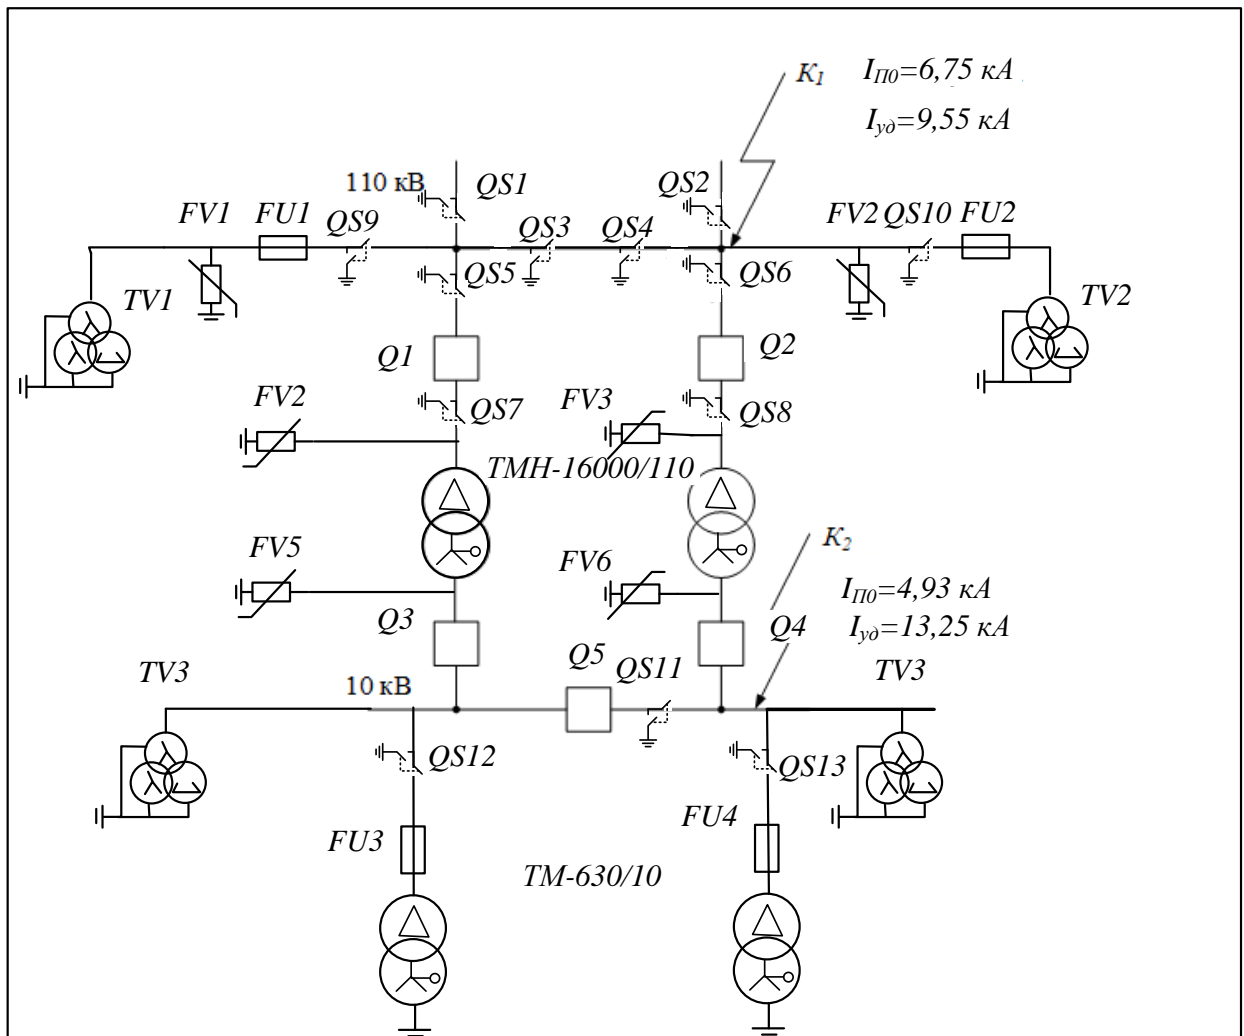 K₁ I_П0=6,75 кА
I_уд=9,55 кА
110 кВ QS1 QS2
FV1 FU1 QS9 QS3 QS4 FV2 QS10 FU2
QS5 QS6
TV1 TV2
Q1 Q2
FV2 QS7 FV3 QS8
ТМН-16000/110
FV5 FV6 K₂
I_П0=4,93 кА
Q3 Q4 I_уд=13,25 кА
TV3 Q5 QS11 TV3
10 кВ
QS12 QS13
FU3 FU4
ТМ-630/10